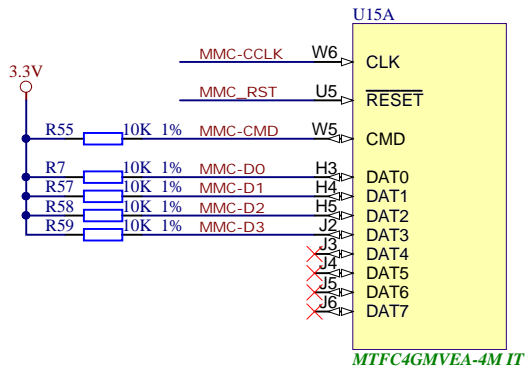 U15A
MMC-CCLK W6 CLK
3.3V
MMC_RST U5 RESET
R55 10K 1% MMC-CMD W5 CMD
R7 10K 1% MMC-D0 H3 DAT0
R57 10K 1% MMC-D1 H4 DAT1
R58 10K 1% MMC-D2 H5 DAT2
R59 10K 1% MMC-D3 J2 DAT3
J3 DAT4
J4 DAT5
J5 DAT6
J6 DAT7
MTFC4GMVEA-4M IT